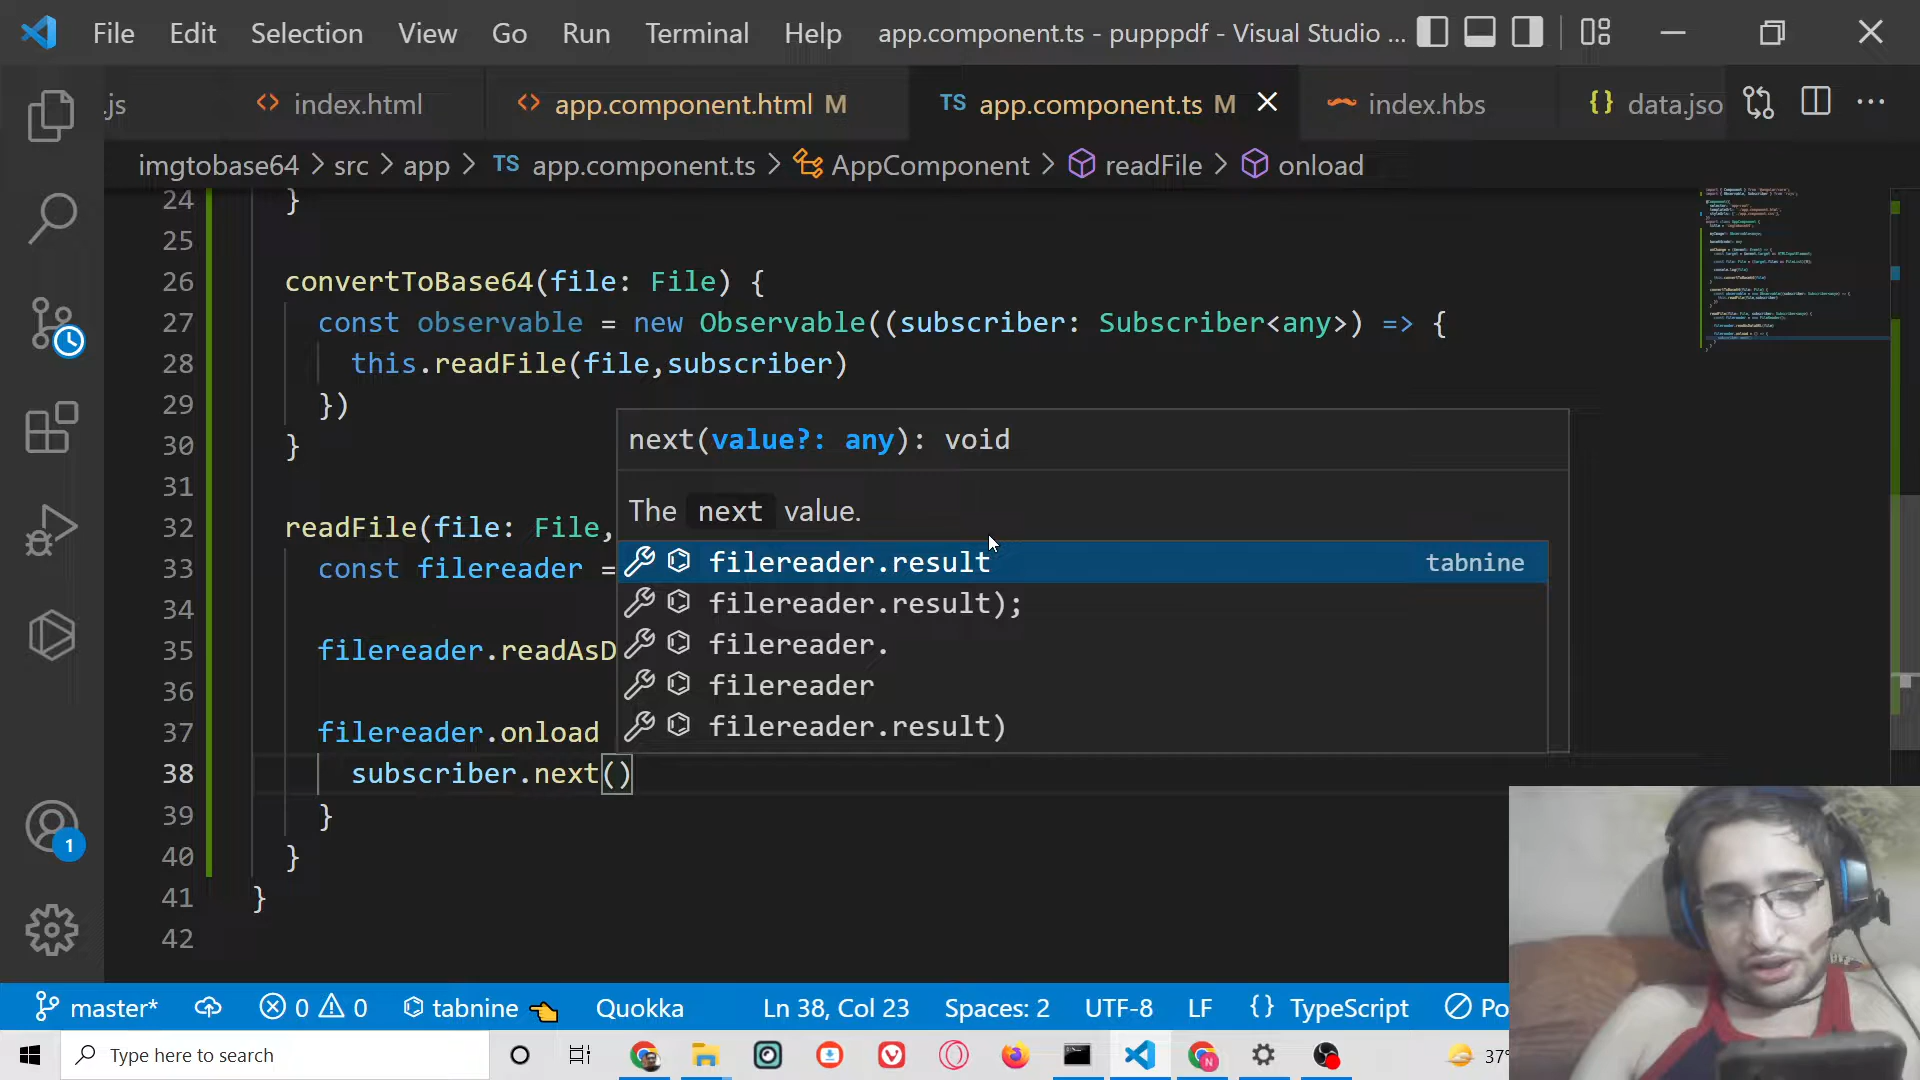 File Edit Selection View Go Run Terminal Help app.component.ts - pupppdf - Visual Studio ...
.js <> index.html <> app.component.html M TS app.component.ts M index.hbs {} data.jso ...
imgtobase64 > src > app > TS app.component.ts > AppComponent > readFile > onload
24 }
25
26 convertToBase64(file: File) {
27 const observable = new Observable((subscriber: Subscriber<any>) => {
28 this.readFile(file,subscriber)
29 })
30 }
31
32 readFile(file: File,
33 const filereader =
34
35 filereader.readAsD
36
37 filereader.onload
38 subscriber.next()
39 }
40 }
41 }
42
next(value?: any): void
The next value.
filereader.result tabnine
filereader.result);
filereader.
filereader
filereader.result)
1
master* 0 0 tabnine Quokka Ln 38, Col 23 Spaces: 2 UTF-8 LF {} TypeScript Po
Type here to search 37°